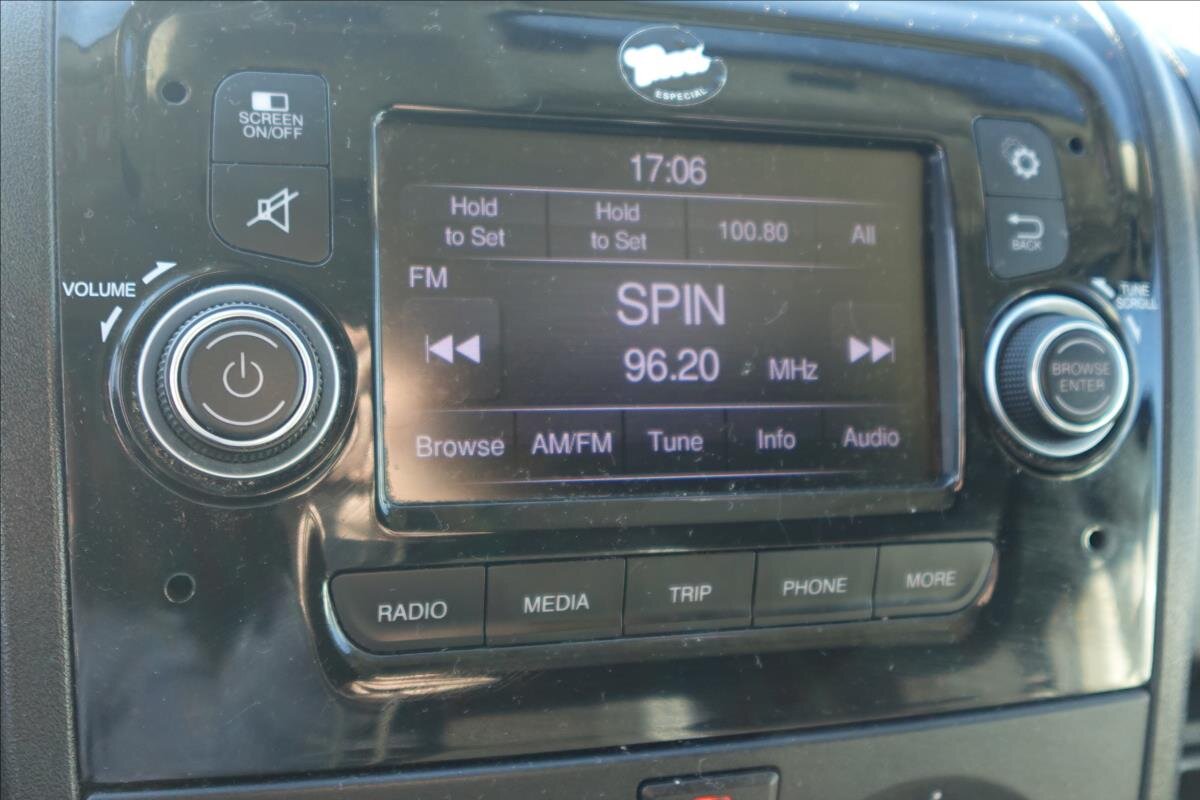 ESPECIAL
SCREEN
ON/OFF
17:06
Hold
to Set
Hold
to Set
100.80
All
BACK
VOLUME
FM
SPIN
96.20 MHz
TUNE
SCROLL
BROWSE
ENTER
Browse
AM/FM
Tune
Info
Audio
RADIO
MEDIA
TRIP
PHONE
MORE